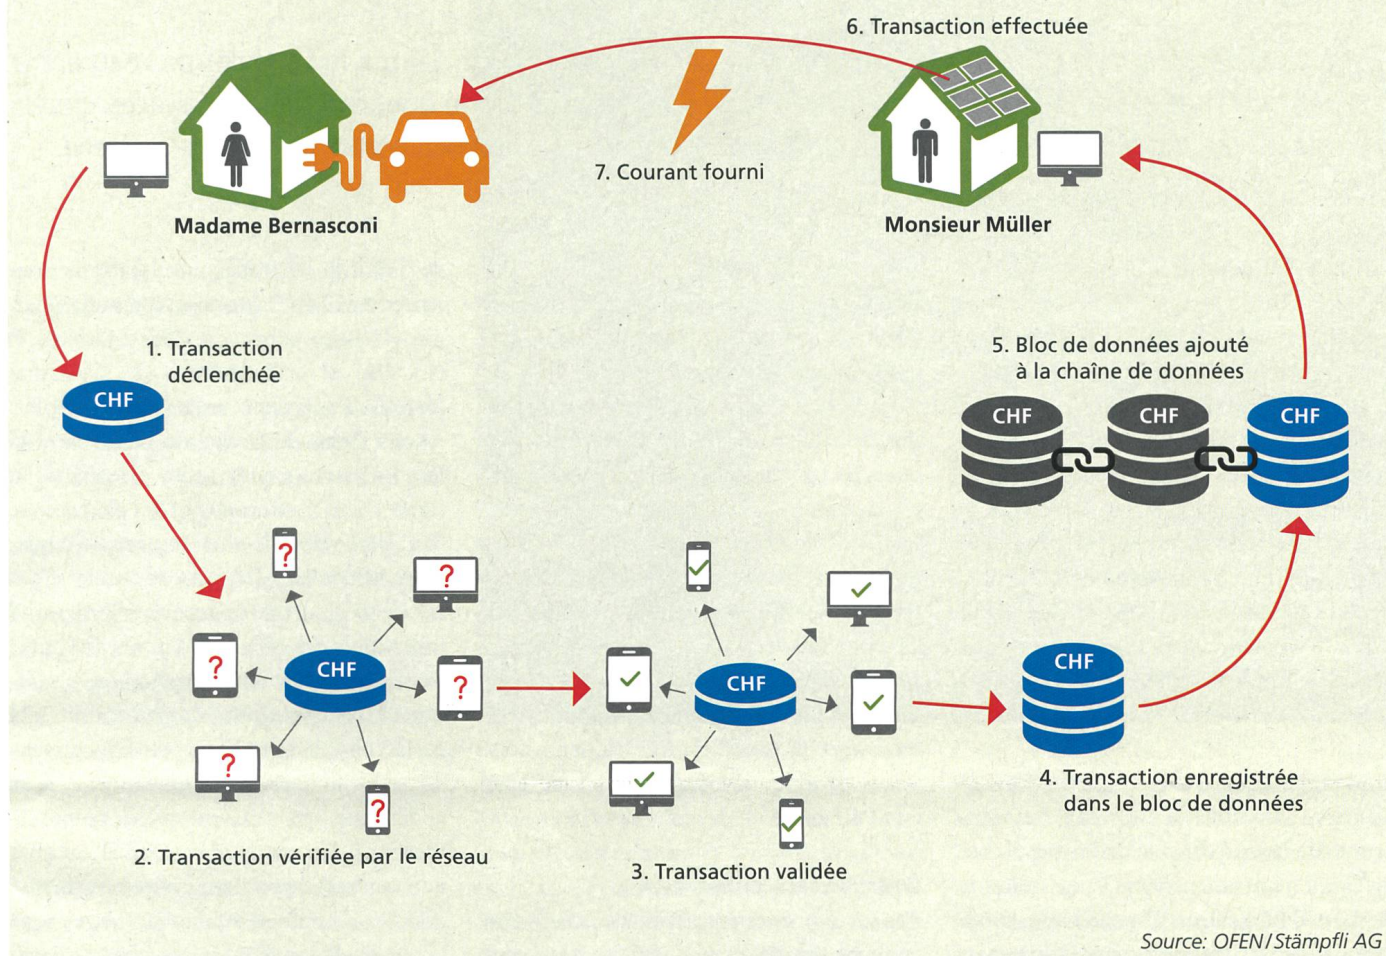 6. Transaction effectuée
7. Courant fourni
Madame Bernasconi
Monsieur Müller
1. Transaction
déclenchée
CHF
5. Bloc de données ajouté
à la chaîne de données
CHF
CHF
CHF
?
?
?
?
?
?
CHF
CHF
CHF
2. Transaction vérifiée par le réseau
3. Transaction validée
4. Transaction enregistrée
dans le bloc de données
Source: OFEN/Stämpfli AG